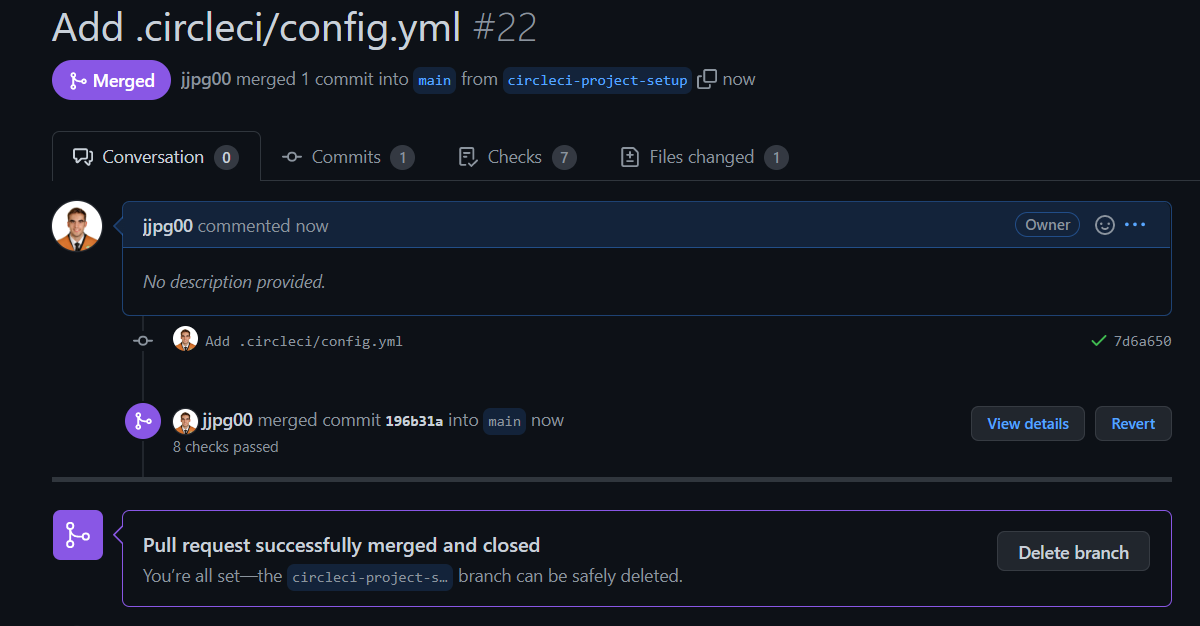 Add .circleci/config.yml #22
Merged jjpg00 merged 1 commit into main from circleci-project-setup now
Conversation 0 Commits 1 Checks 7 Files changed 1
jjpg00 commented now Owner
No description provided.
Add .circleci/config.yml 7d6a650
jjpg00 merged commit 196b31a into main now View details Revert
8 checks passed
Pull request successfully merged and closed
Delete branch
You’re all set—the circleci-project-s… branch can be safely deleted.